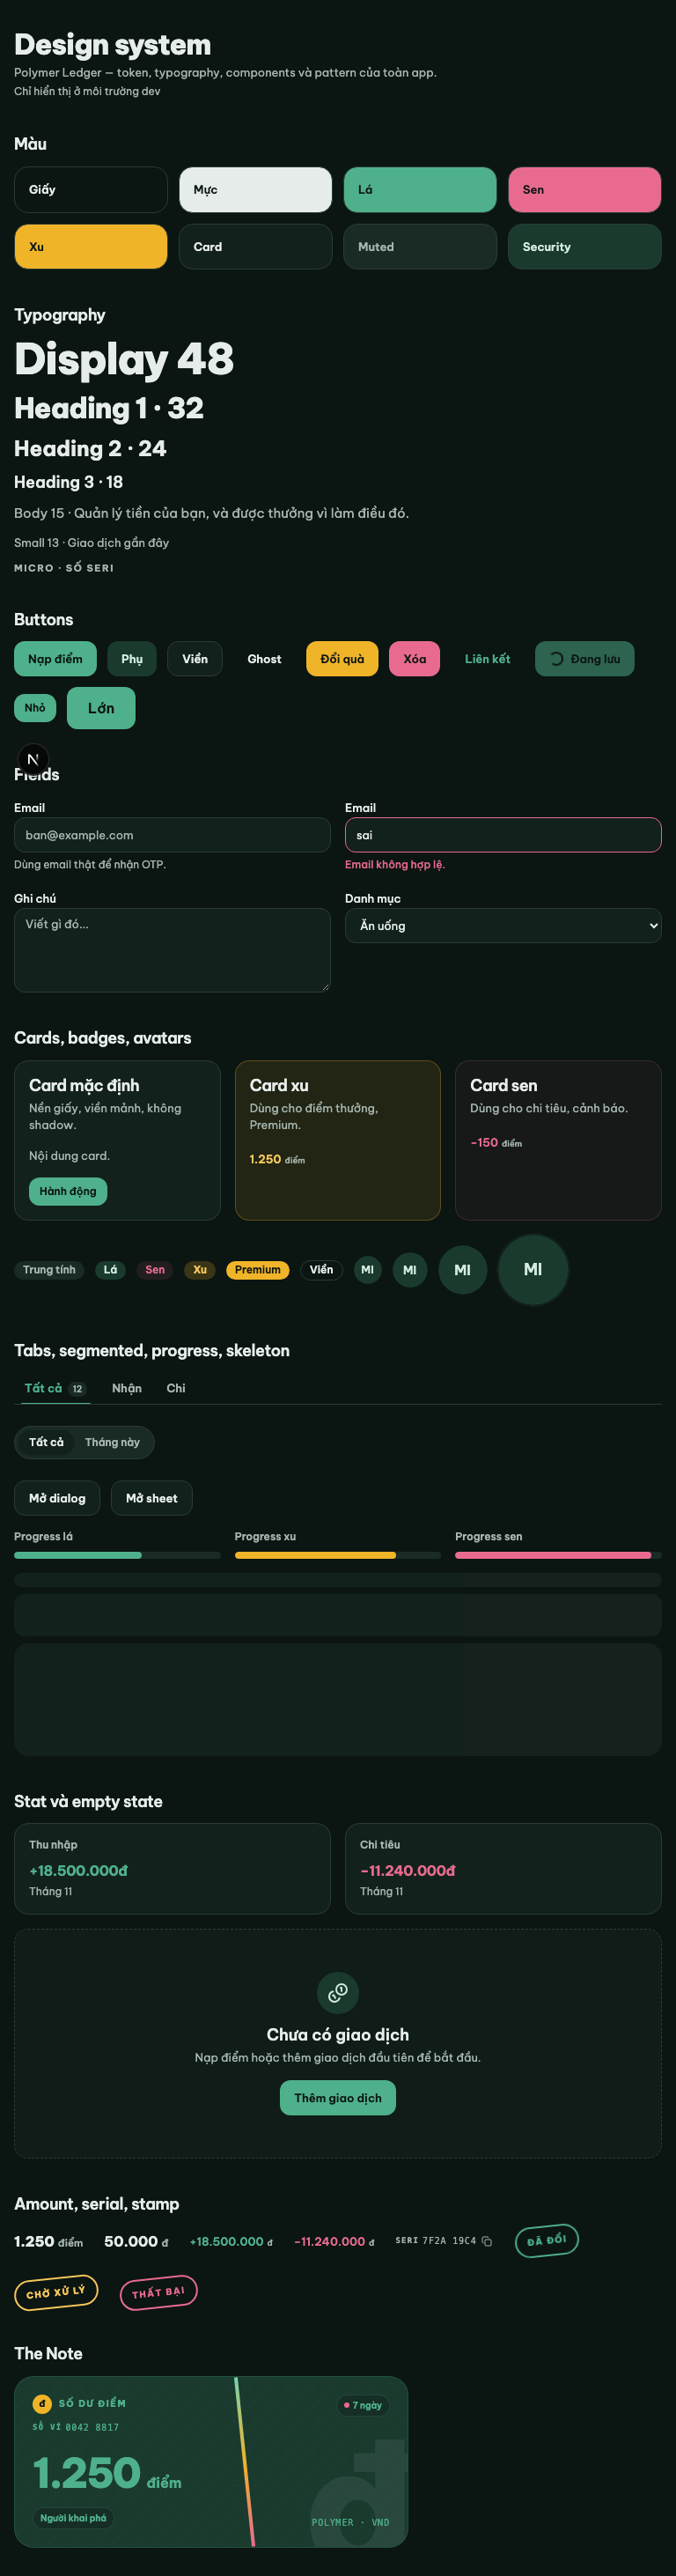 Design system
Polymer Ledger — token, typography, components và pattern của toàn app.
Chỉ hiển thị ở môi trường dev
Màu
Giấy
Mực
Lá
Sen
Xu
Card
Muted
Security
Typography
Display 48
Heading 1 · 32
Heading 2 · 24
Heading 3 · 18
Body 15 · Quản lý tiền của bạn, và được thưởng vì làm điều đó.
Small 13 · Giao dịch gần đây
MICRO · SỐ SERI
Buttons
Nạp điểm
Phụ
Viền
Ghost
Đổi quà
Xóa
Liên kết
Đang lưu
Nhỏ
Lớn
N
Fields
Email
Email
ban@example.com
sai
Dùng email thật để nhận OTP.
Email không hợp lệ.
Ghi chú
Danh mục
Viết gì đó...
Ăn uống
Cards, badges, avatars
Card mặc định
Nền giấy, viền mảnh, không
shadow.
Nội dung card.
Hành động
Card xu
Dùng cho điểm thưởng,
Premium.
1.250 điểm
Card sen
Dùng cho chi tiêu, cảnh báo.
-150 điểm
Trung tính
Lá
Sen
Xu
Premium
Viền
MI
MI
MI
MI
Tabs, segmented, progress, skeleton
Tất cả 12
Nhận
Chi
Tất cả
Tháng này
Mở dialog
Mở sheet
Progress lá
Progress xu
Progress sen
Stat và empty state
Thu nhập
+18.500.000đ
Tháng 11
Chi tiêu
-11.240.000đ
Tháng 11
Chưa có giao dịch
Nạp điểm hoặc thêm giao dịch đầu tiên để bắt đầu.
Thêm giao dịch
Amount, serial, stamp
1.250 điểm
50.000 đ
+18.500.000 đ
-11.240.000 đ
SERI 7F2A 19C4
ĐÃ ĐỔI
CHỜ XỬ LÝ
THẤT BẠI
The Note
đ SỐ DƯ ĐIỂM
7 ngày
SỐ VÍ 0042 8817
1.250 điểm
đ
Người khai phá
POLYMER · VND